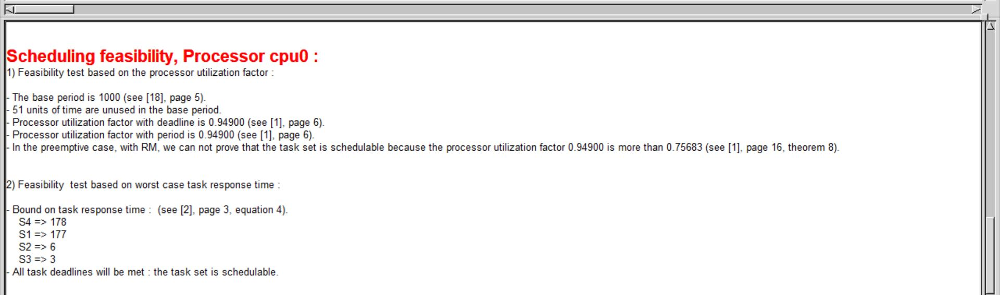 Scheduling feasibility, Processor cpu0 :
1) Feasibility test based on the processor utilization factor :
- The base period is 1000 (see [18], page 5).
- 51 units of time are unused in the base period.
- Processor utilization factor with deadline is 0.94900 (see [1], page 6).
- Processor utilization factor with period is 0.94900 (see [1], page 6).
- In the preemptive case, with RM, we can not prove that the task set is schedulable because the processor utilization factor 0.94900 is more than 0.75683 (see [1], page 16, theorem 8).
2) Feasibility  test based on worst case task response time :
- Bound on task response time :  (see [2], page 3, equation 4).
S4 => 178
S1 => 177
S2 => 6
S3 => 3
- All task deadlines will be met : the task set is schedulable.